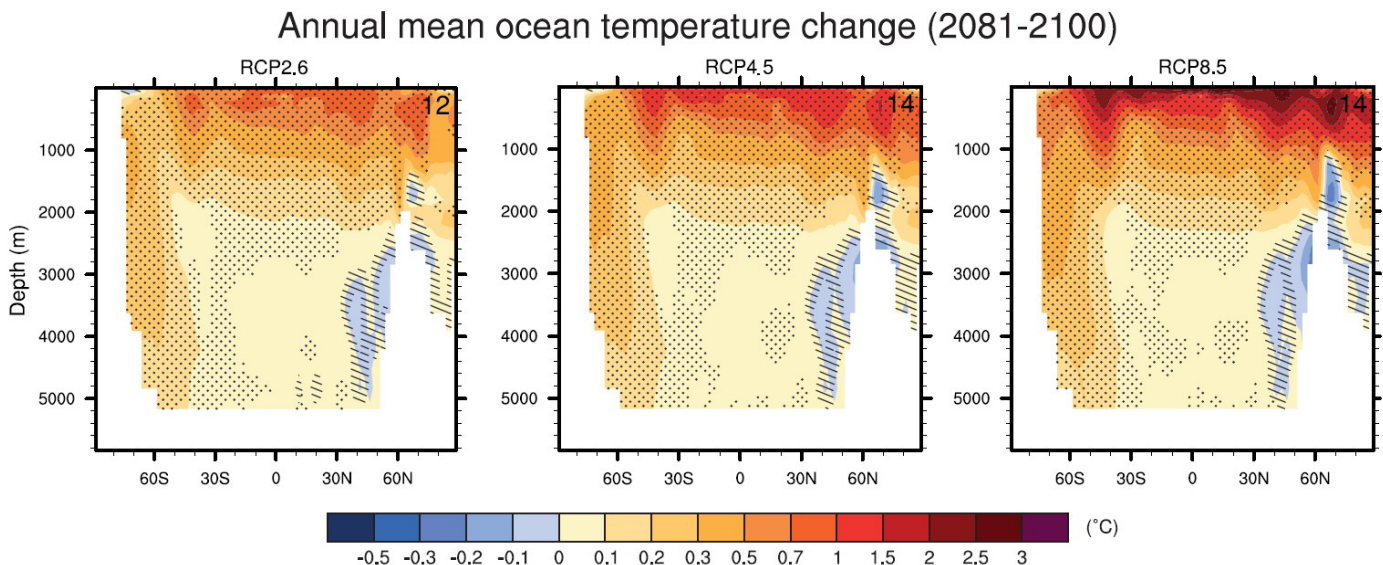 Annual mean ocean temperature change (2081-2100)
RCP2.6
RCP4.5
RCP8.5
12
14
14
1000
2000
3000
4000
5000
1000
2000
3000
4000
5000
1000
2000
3000
4000
5000
Depth (m)
60S 30S 0 30N 60N
60S 30S 0 30N 60N
60S 30S 0 30N 60N
-0.5 -0.3 -0.2 -0.1 0 0.1 0.2 0.3 0.5 0.7 1 1.5 2 2.5 3 (°C)